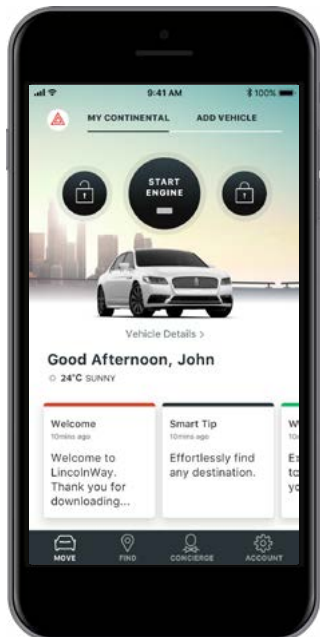 9:41 AM
100%
MY CONTINENTAL
ADD VEHICLE
START
ENGINE
Vehicle Details >
Good Afternoon, John
24°C SUNNY
Welcome
10mins ago
Welcome to
LincolnWay.
Thank you for
downloading...
Smart Tip
10mins ago
Effortlessly find
any destination.
MOVE
FIND
CONCIERGE
ACCOUNT